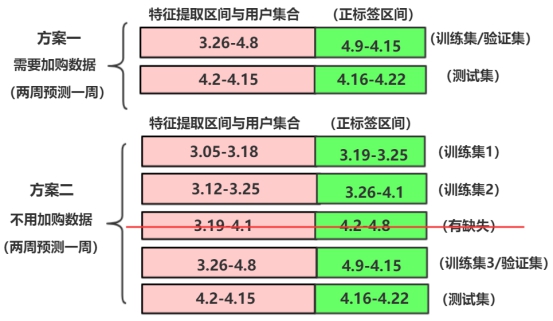 特征提取区间与用户集合 (正标签区间)
方案一
需要加购数据
(两周预测一周)
3.26-4.8 4.9-4.15 (训练集/验证集)
4.2-4.15 4.16-4.22 (测试集)
特征提取区间与用户集合 (正标签区间)
方案二
不用加购数据
(两周预测一周)
3.05-3.18 3.19-3.25 (训练集1)
3.12-3.25 3.26-4.1 (训练集2)
3.19-4.1 4.2-4.8 (有缺失)
3.26-4.8 4.9-4.15 (训练集3/验证集)
4.2-4.15 4.16-4.22 (测试集)